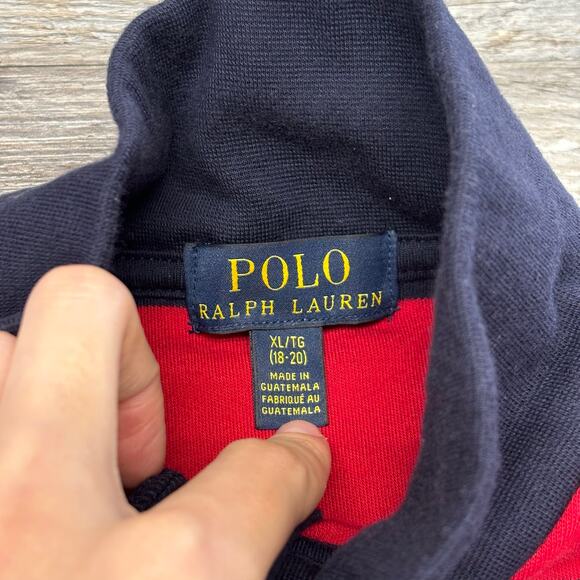 POLO
RALPH LAUREN
XL/TG
(18-20)
MADE IN
GUATEMALA
FABRIQUÉ AU
GUATEMALA